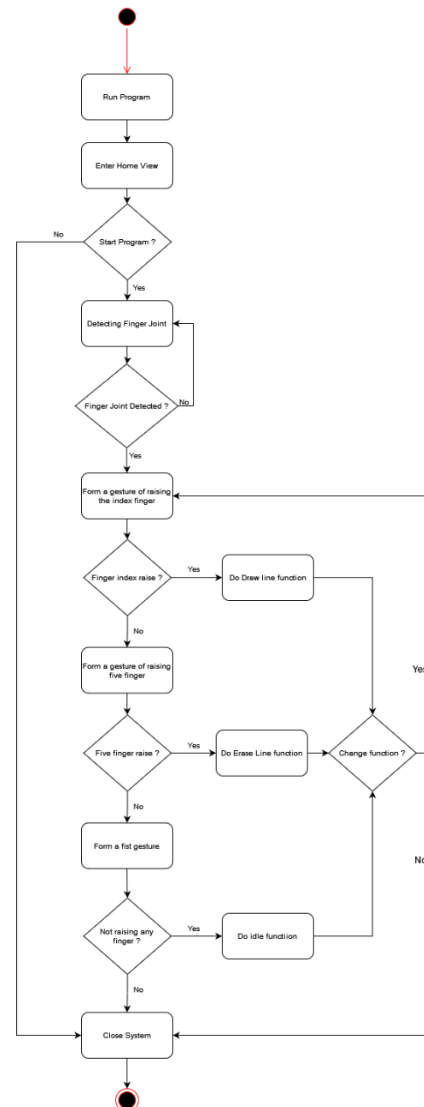 Run Program
Enter Home View
No
Start Program ?
Yes
Detecting Finger Joint
Finger Joint Detected ?
No
Yes
Form a gesture of raising
the index finger
Finger index raise ?
Yes
Do Draw line function
No
Form a gesture of raising
five finger
Yes
Five finger raise ?
Yes
Do Erase Line function
Change function ?
No
Form a fist gesture
No
Not raising any
finger ?
Yes
Do idle functiion
No
Close System